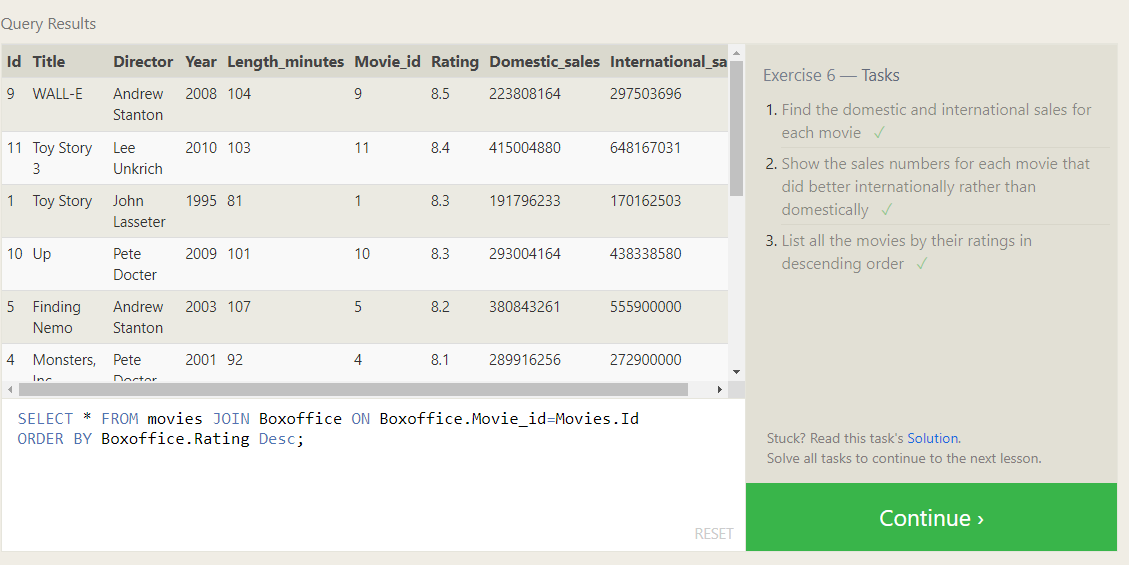 Query Results
Id Title Director Year Length_minutes Movie_id Rating Domestic_sales International_sa
9 WALL-E Andrew 2008 104 9 8.5 223808164 297503696
Stanton
11 Toy Story Lee 2010 103 11 8.4 415004880 648167031
3 Unkrich
1 Toy Story John 1995 81 1 8.3 191796233 170162503
Lasseter
10 Up Pete 2009 101 10 8.3 293004164 438338580
Docter
5 Finding Andrew 2003 107 5 8.2 380843261 555900000
Nemo Stanton
4 Monsters, Pete 2001 92 4 8.1 289916256 272900000
Inc. Docter
SELECT * FROM movies JOIN Boxoffice ON Boxoffice.Movie_id=Movies.Id
ORDER BY Boxoffice.Rating Desc;
RESET
Exercise 6 — Tasks
1. Find the domestic and international sales for
each movie ✓
2. Show the sales numbers for each movie that
did better internationally rather than
domestically ✓
3. List all the movies by their ratings in
descending order ✓
Stuck? Read this task's Solution.
Solve all tasks to continue to the next lesson.
Continue ›